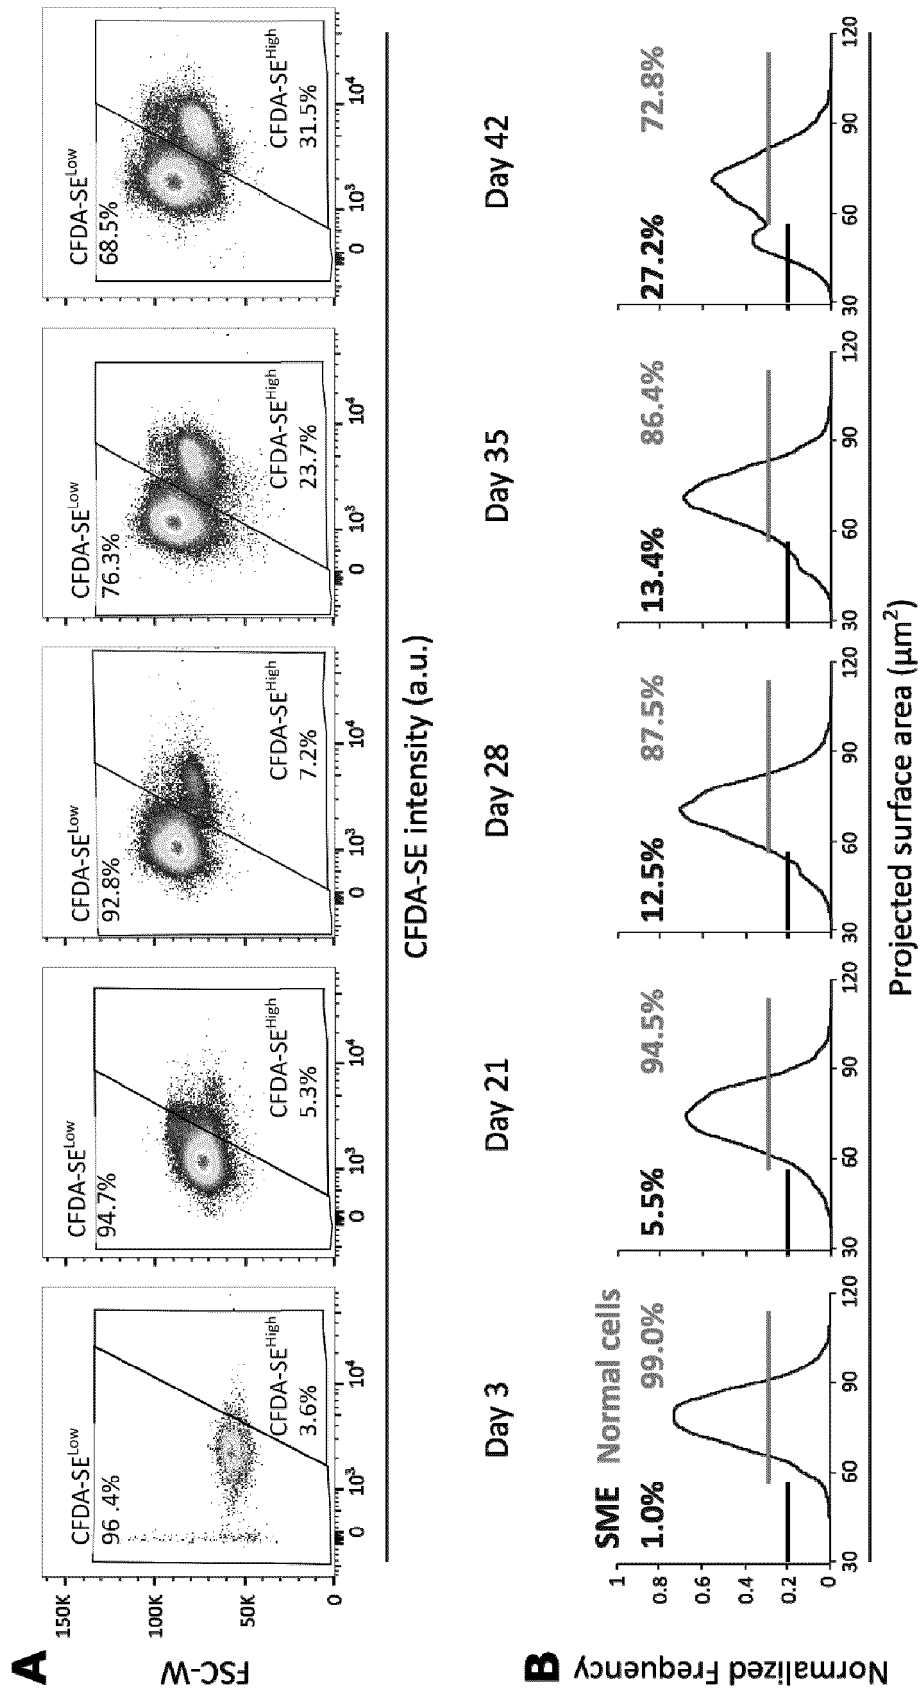 A
FSC-W
150K
100K
50K
0
CFDA-SE^Low
96.4%
CFDA-SE^High
3.6%
0 10^3 10^4
CFDA-SE^Low
94.7%
CFDA-SE^High
5.3%
0 10^3 10^4
CFDA-SE^Low
92.8%
CFDA-SE^High
7.2%
0 10^3 10^4
CFDA-SE^Low
76.3%
CFDA-SE^High
23.7%
0 10^3 10^4
CFDA-SE^Low
68.5%
CFDA-SE^High
31.5%
0 10^3 10^4
CFDA-SE intensity (a.u.)
B
Normalized Frequency
1
0.8
0.6
0.4
0.2
0
Day 3
SME Normal cells
1.0% 99.0%
30 60 90 120
Day 21
5.5% 94.5%
30 60 90 120
Day 28
12.5% 87.5%
30 60 90 120
Day 35
13.4% 86.4%
30 60 90 120
Day 42
27.2% 72.8%
30 60 90 120
Projected surface area (µm²)